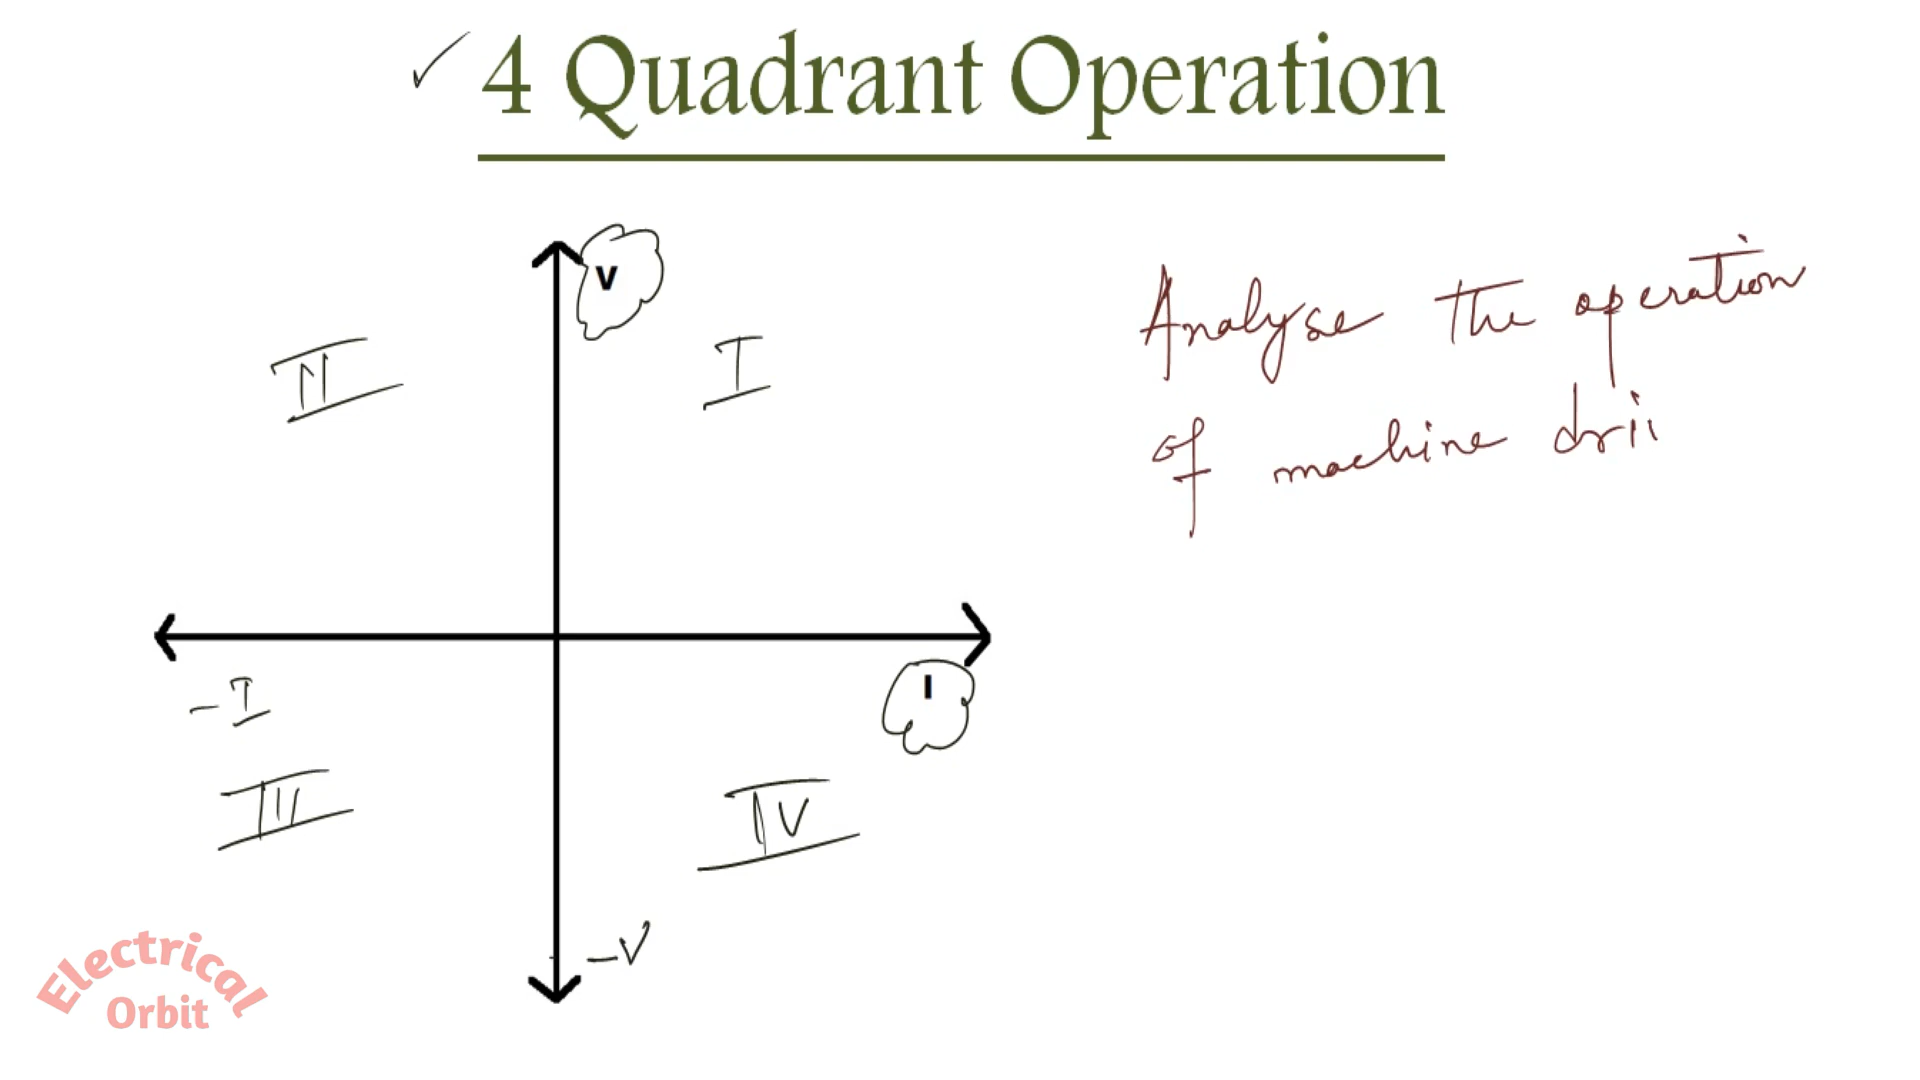 4 Quadrant Operation
V
II
I
Analyse the operation
of machine
-I
I
III
IV
-V
Electrical
Orbit